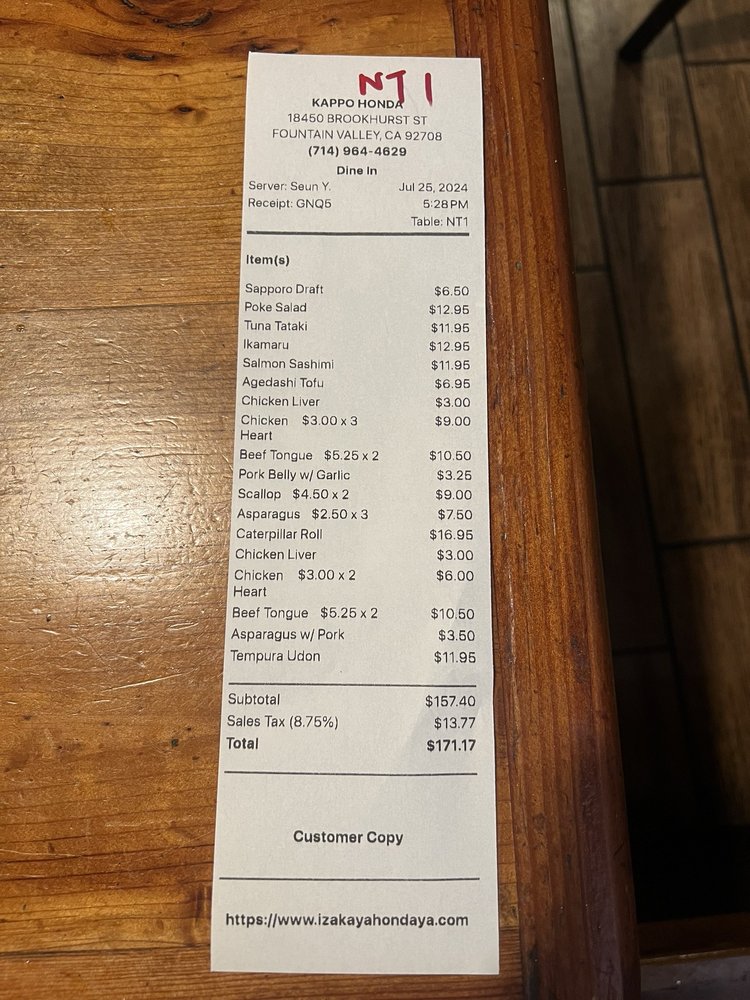 NT1
KAPPO HONDA
18450 BROOKHURST ST
FOUNTAIN VALLEY, CA 92708
(714) 964-4629
Dine In
Server: Seun Y. Jul 25, 2024
Receipt: GNQ5 5:28PM
Table: NT1
Item(s)
Sapporo Draft $6.50
Poke Salad $12.95
Tuna Tataki $11.95
Ikamaru $12.95
Salmon Sashimi $11.95
Agedashi Tofu $6.95
Chicken Liver $3.00
Chicken $3.00 x 3 $9.00
Heart
Beef Tongue $5.25 x 2 $10.50
Pork Belly w/ Garlic $3.25
Scallop $4.50 x 2 $9.00
Asparagus $2.50 x 3 $7.50
Caterpillar Roll $16.95
Chicken Liver $3.00
Chicken $3.00 x 2 $6.00
Heart
Beef Tongue $5.25 x 2 $10.50
Asparagus w/ Pork $3.50
Tempura Udon $11.95
Subtotal $157.40
Sales Tax (8.75%) $13.77
Total $171.17
Customer Copy
https://www.izakayahondaya.com